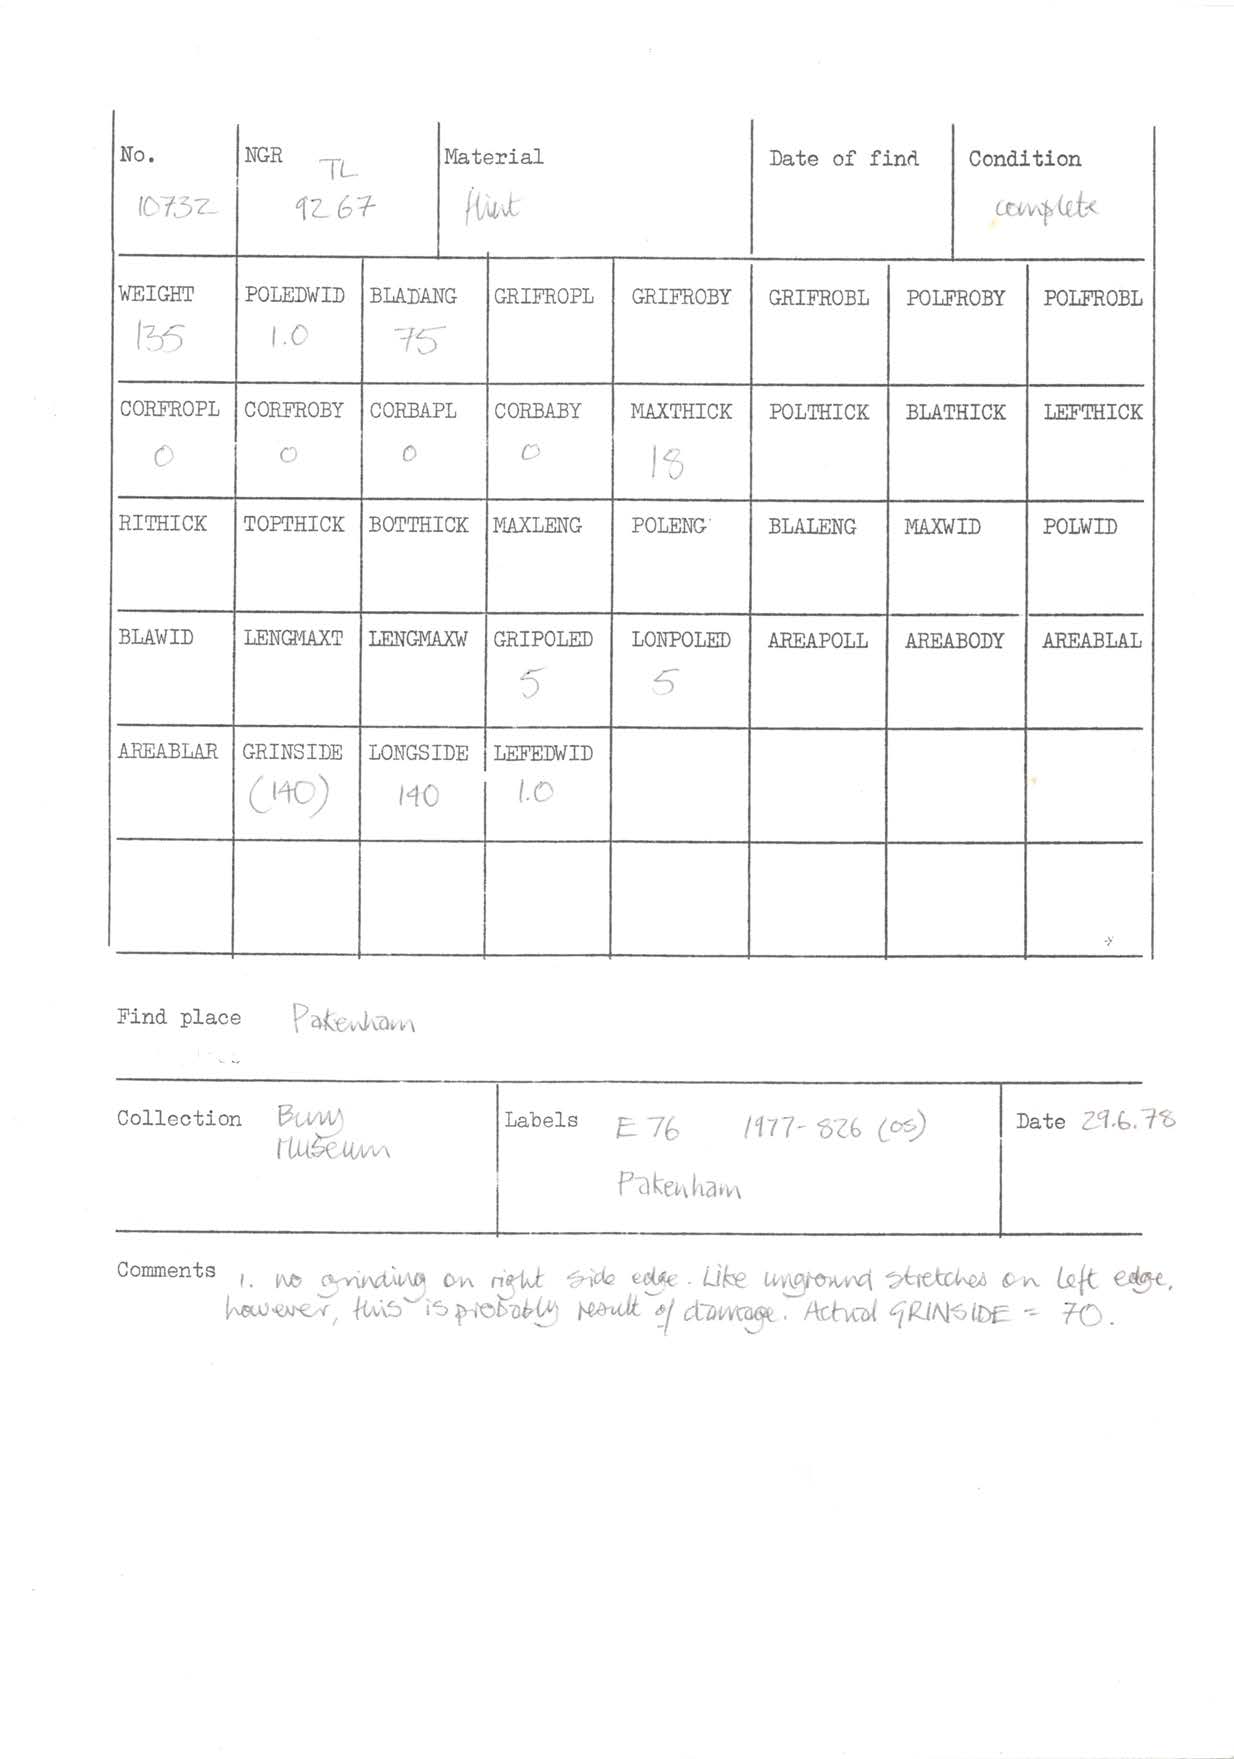 No. NGR TL Material Date of find Condition
10732 92 67 flint complete
WEIGHT POLEDWID BLADANG GRIFROPL GRIFROBY GRIFROBL POLFROBY POLFROBL
135 1.0 75
CORFROPL CORFROBY CORBAPL CORBABY MAXTHICK POLTHICK BLATHICK LEFTHICK
0 0 0 0 18
RITHICK TOPTHICK BOTTHICK MAXLENG POLENG BLALENG MAXWID POLWID
BLAWID LENGMAXT LENGMAXW GRIPOLED LONPOLED AREAPOLL AREABODY AREABLAL
5 5
AREABLAR GRINSIDE LONGSIDE LEFEDWID
(140) 140 1.0
Find place Pakenham
Collection Bury Labels E 76 1977-826 (OS) Date 29.6.78
Museum
Pakenham
Comments 1. no grinding on right side edge. Like unground stretches on left edge,
however, this is probably result of damage. Actual GRINSIDE = 70.